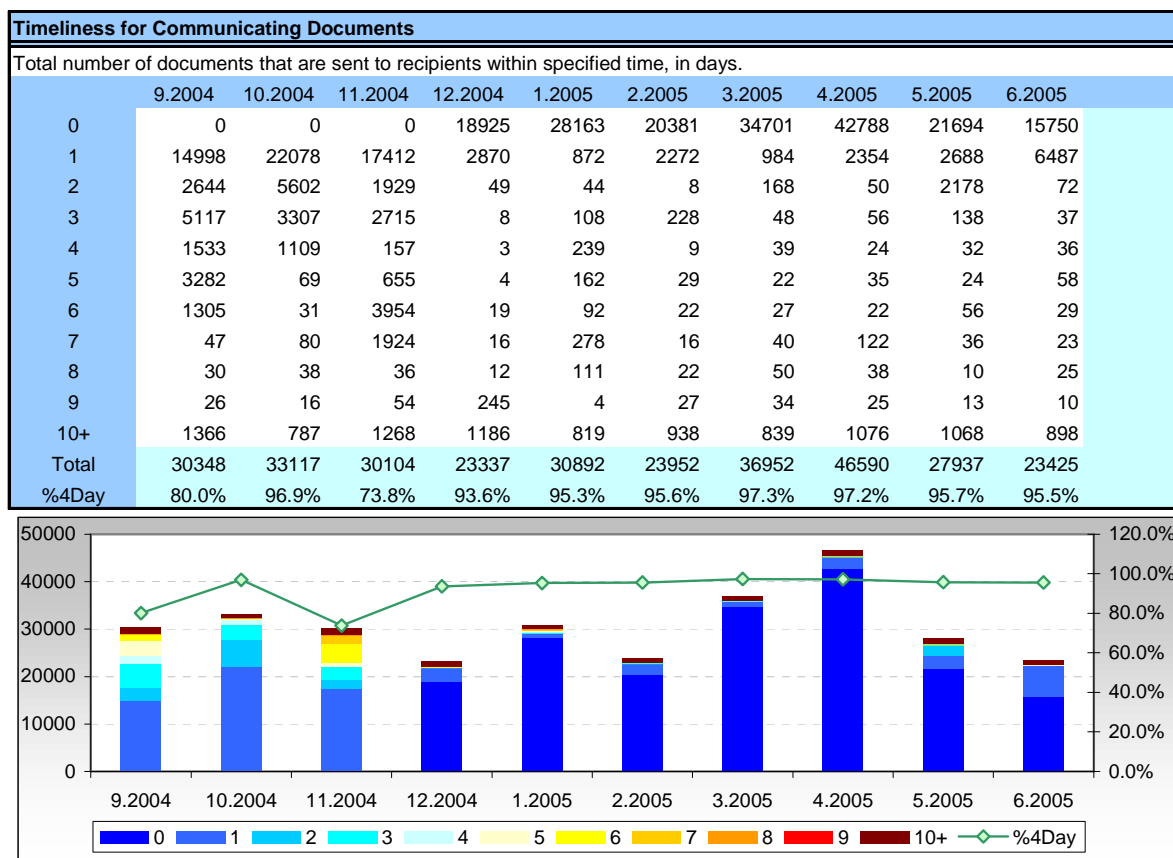 Timeliness for Communicating Documents
Total number of documents that are sent to recipients within specified time, in days.
9.2004 10.2004 11.2004 12.2004 1.2005 2.2005 3.2005 4.2005 5.2005 6.2005
0 0 0 0 18925 28163 20381 34701 42788 21694 15750
1 14998 22078 17412 2870 872 2272 984 2354 2688 6487
2 2644 5602 1929 49 44 8 168 50 2178 72
3 5117 3307 2715 8 108 228 48 56 138 37
4 1533 1109 157 3 239 9 39 24 32 36
5 3282 69 655 4 162 29 22 35 24 58
6 1305 31 3954 19 92 22 27 22 56 29
7 47 80 1924 16 278 16 40 122 36 23
8 30 38 36 12 111 22 50 38 10 25
9 26 16 54 245 4 27 34 25 13 10
10+ 1366 787 1268 1186 819 938 839 1076 1068 898
Total 30348 33117 30104 23337 30892 23952 36952 46590 27937 23425
%4Day 80.0% 96.9% 73.8% 93.6% 95.3% 95.6% 97.3% 97.2% 95.7% 95.5%
50000 120.0%
40000 100.0%
30000 80.0%
20000 60.0%
10000 40.0%
0 20.0%
0.0%
9.2004 10.2004 11.2004 12.2004 1.2005 2.2005 3.2005 4.2005 5.2005 6.2005
0 1 2 3 4 5 6 7 8 9 10+ %4Day